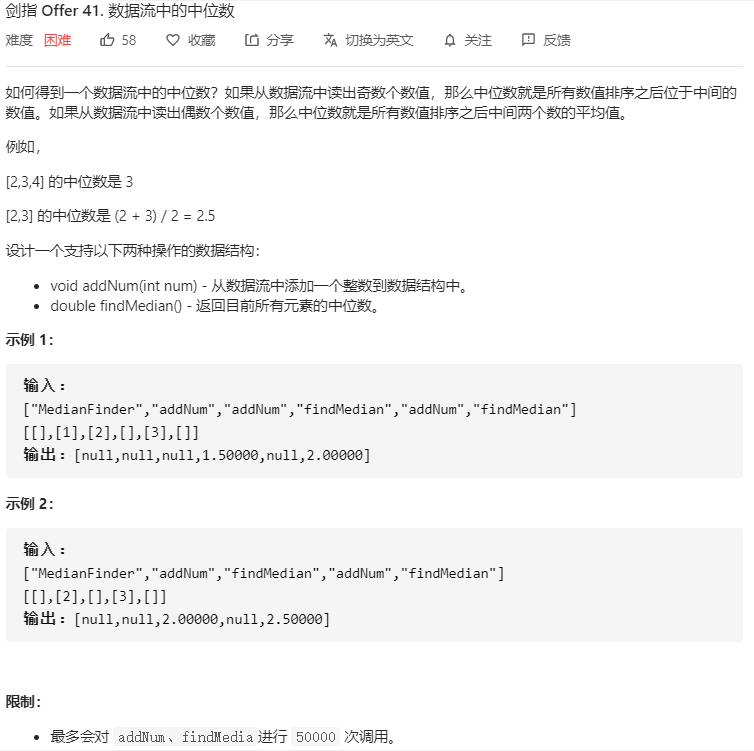 剑指 Offer 41. 数据流中的中位数
难度 困难 58 收藏 分享 切换为英文 关注 反馈
如何得到一个数据流中的中位数？如果从数据流中读出奇数个数值，那么中位数就是所有数值排序之后位于中间的
数值。如果从数据流中读出偶数个数值，那么中位数就是所有数值排序之后中间两个数的平均值。
例如，
[2,3,4] 的中位数是 3
[2,3] 的中位数是 (2 + 3) / 2 = 2.5
设计一个支持以下两种操作的数据结构：
• void addNum(int num) - 从数据流中添加一个整数到数据结构中。
• double findMedian() - 返回目前所有元素的中位数。
示例 1：
输入：
["MedianFinder","addNum","addNum","findMedian","addNum","findMedian"]
[[],[1],[2],[],[3],[]]
输出：[null,null,null,1.50000,null,2.00000]
示例 2：
输入：
["MedianFinder","addNum","findMedian","addNum","findMedian"]
[[],[2],[],[3],[]]
输出：[null,null,2.00000,null,2.50000]
限制：
• 最多会对 addNum、findMedia 进行 50000 次调用。